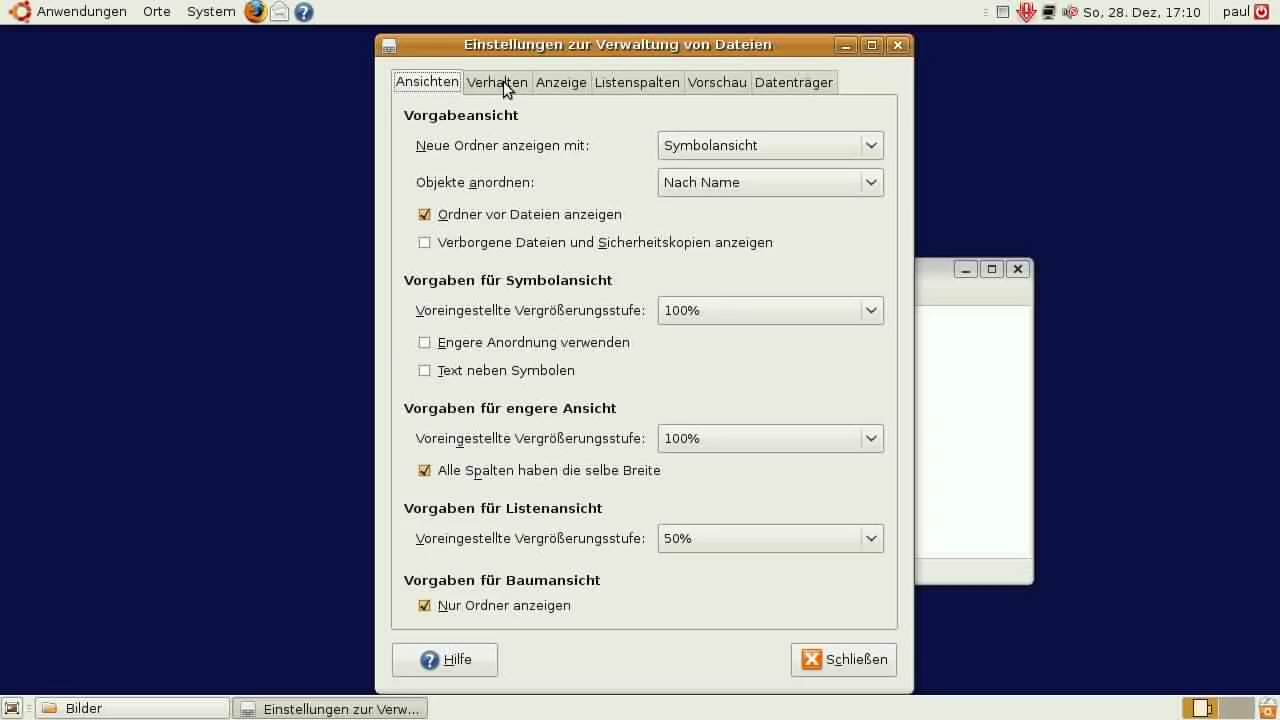 Anwendungen Orte System So, 28. Dez, 17:10 paul
Einstellungen zur Verwaltung von Dateien
Ansichten Verhalten Anzeige Listenspalten Vorschau Datenträger
Vorgabeansicht
Neue Ordner anzeigen mit: Symbolansicht
Objekte anordnen: Nach Name
Ordner vor Dateien anzeigen
Verborgene Dateien und Sicherheitskopien anzeigen
Vorgaben für Symbolansicht
Voreingestellte Vergrößerungsstufe: 100%
Engere Anordnung verwenden
Text neben Symbolen
Vorgaben für engere Ansicht
Voreingestellte Vergrößerungsstufe: 100%
Alle Spalten haben die selbe Breite
Vorgaben für Listenansicht
Voreingestellte Vergrößerungsstufe: 50%
Vorgaben für Baumansicht
Nur Ordner anzeigen
Hilfe Schließen
Bilder Einstellungen zur Verw...